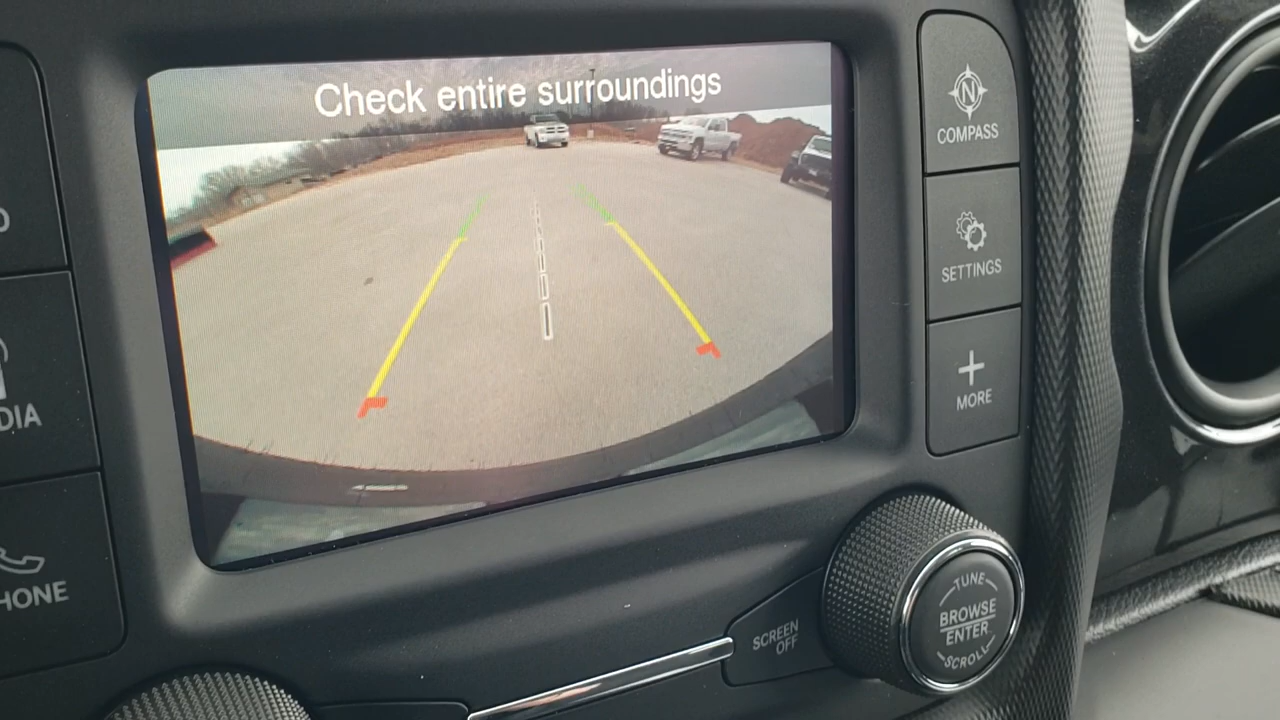 Check entire surroundings
N
COMPASS
SETTINGS
MORE
DIA
HONE
SCREEN
OFF
TUNE
BROWSE
ENTER
SCROLL